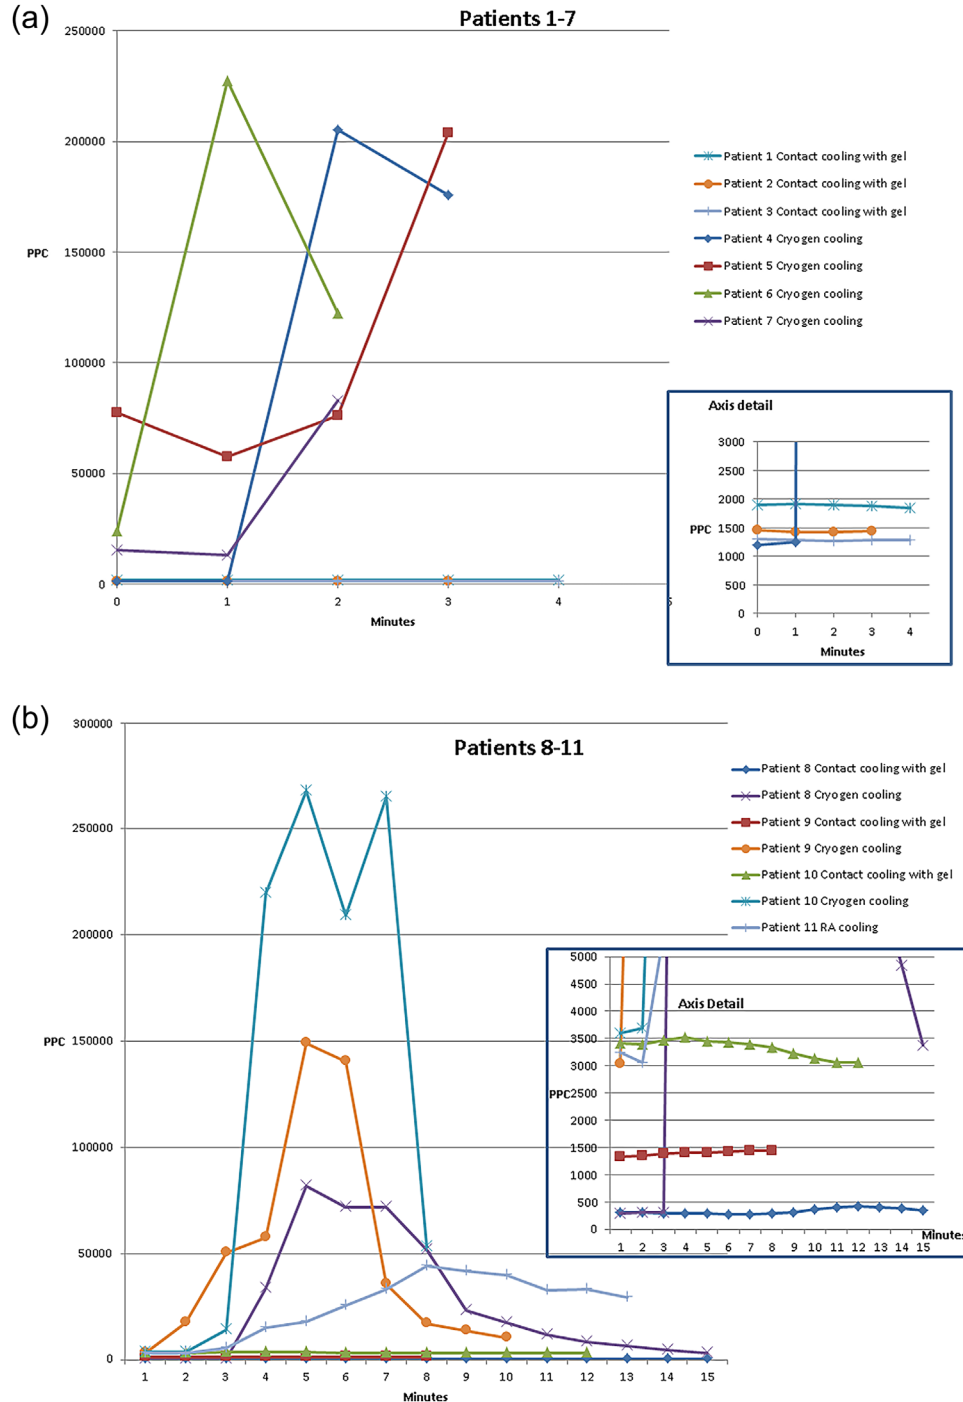 (a)
Patients 1-7
250000
200000
150000
100000
50000
0
PPC
0 1 2 3 4 5
Minutes
Patient 1 Contact cooling with gel
Patient 2 Contact cooling with gel
Patient 3 Contact cooling with gel
Patient 4 Cryogen cooling
Patient 5 Cryogen cooling
Patient 6 Cryogen cooling
Patient 7 Cryogen cooling
Axis detail
3000
2500
2000
1500
1000
500
0
PPC
0 1 2 3 4
Minutes
(b)
Patients 8-11
300000
250000
200000
150000
100000
50000
0
PPC
1 2 3 4 5 6 7 8 9 10 11 12 13 14 15
Minutes
Patient 8 Contact cooling with gel
Patient 8 Cryogen cooling
Patient 9 Contact cooling with gel
Patient 9 Cryogen cooling
Patient 10 Contact cooling with gel
Patient 10 Cryogen cooling
Patient 11 RA cooling
Axis Detail
5000
4500
4000
3500
3000
2500
2000
1500
1000
500
0
PPC
1 2 3 4 5 6 7 8 9 10 11 12 13 14 15
Minutes